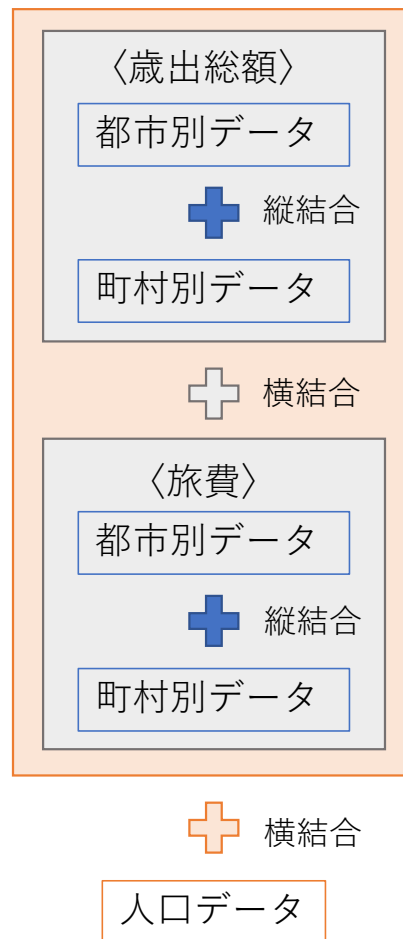 〈歳出総額〉
都市別データ
縦結合
町村別データ
横結合
〈旅費〉
都市別データ
縦結合
町村別データ
横結合
人口データ